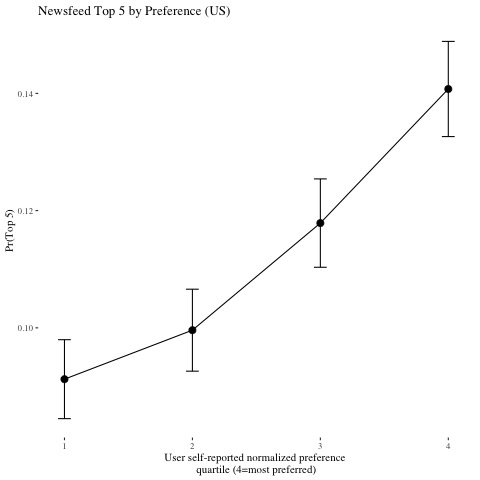 Newsfeed Top 5 by Preference (US)
Pr(Top 5)
0.14
0.12
0.10
1 2 3 4
User self-reported normalized preference
quartile (4=most preferred)